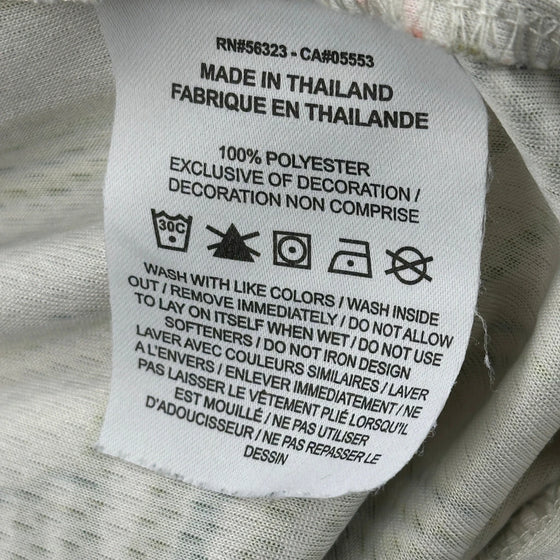 RN#56323 - CA#05553
MADE IN THAILAND
FABRIQUE EN THAILANDE
100% POLYESTER
EXCLUSIVE OF DECORATION /
DECORATION NON COMPRISE
30C
WASH WITH LIKE COLORS / WASH INSIDE
OUT / REMOVE IMMEDIATELY / DO NOT ALLOW
TO LAY ON ITSELF WHEN WET / DO NOT USE
SOFTENERS / DO NOT IRON DESIGN
LAVER AVEC COULEURS SIMILAIRES / LAVER
A L'ENVERS / ENLEVER IMMEDIATEMENT / NE
PAS LAISSER LE VÊTEMENT PLIÉ LORSQU'IL
EST MOUILLÉ / NE PAS UTILISER
D'ADOUCISSEUR / NE PAS REPASSER LE
DESSIN